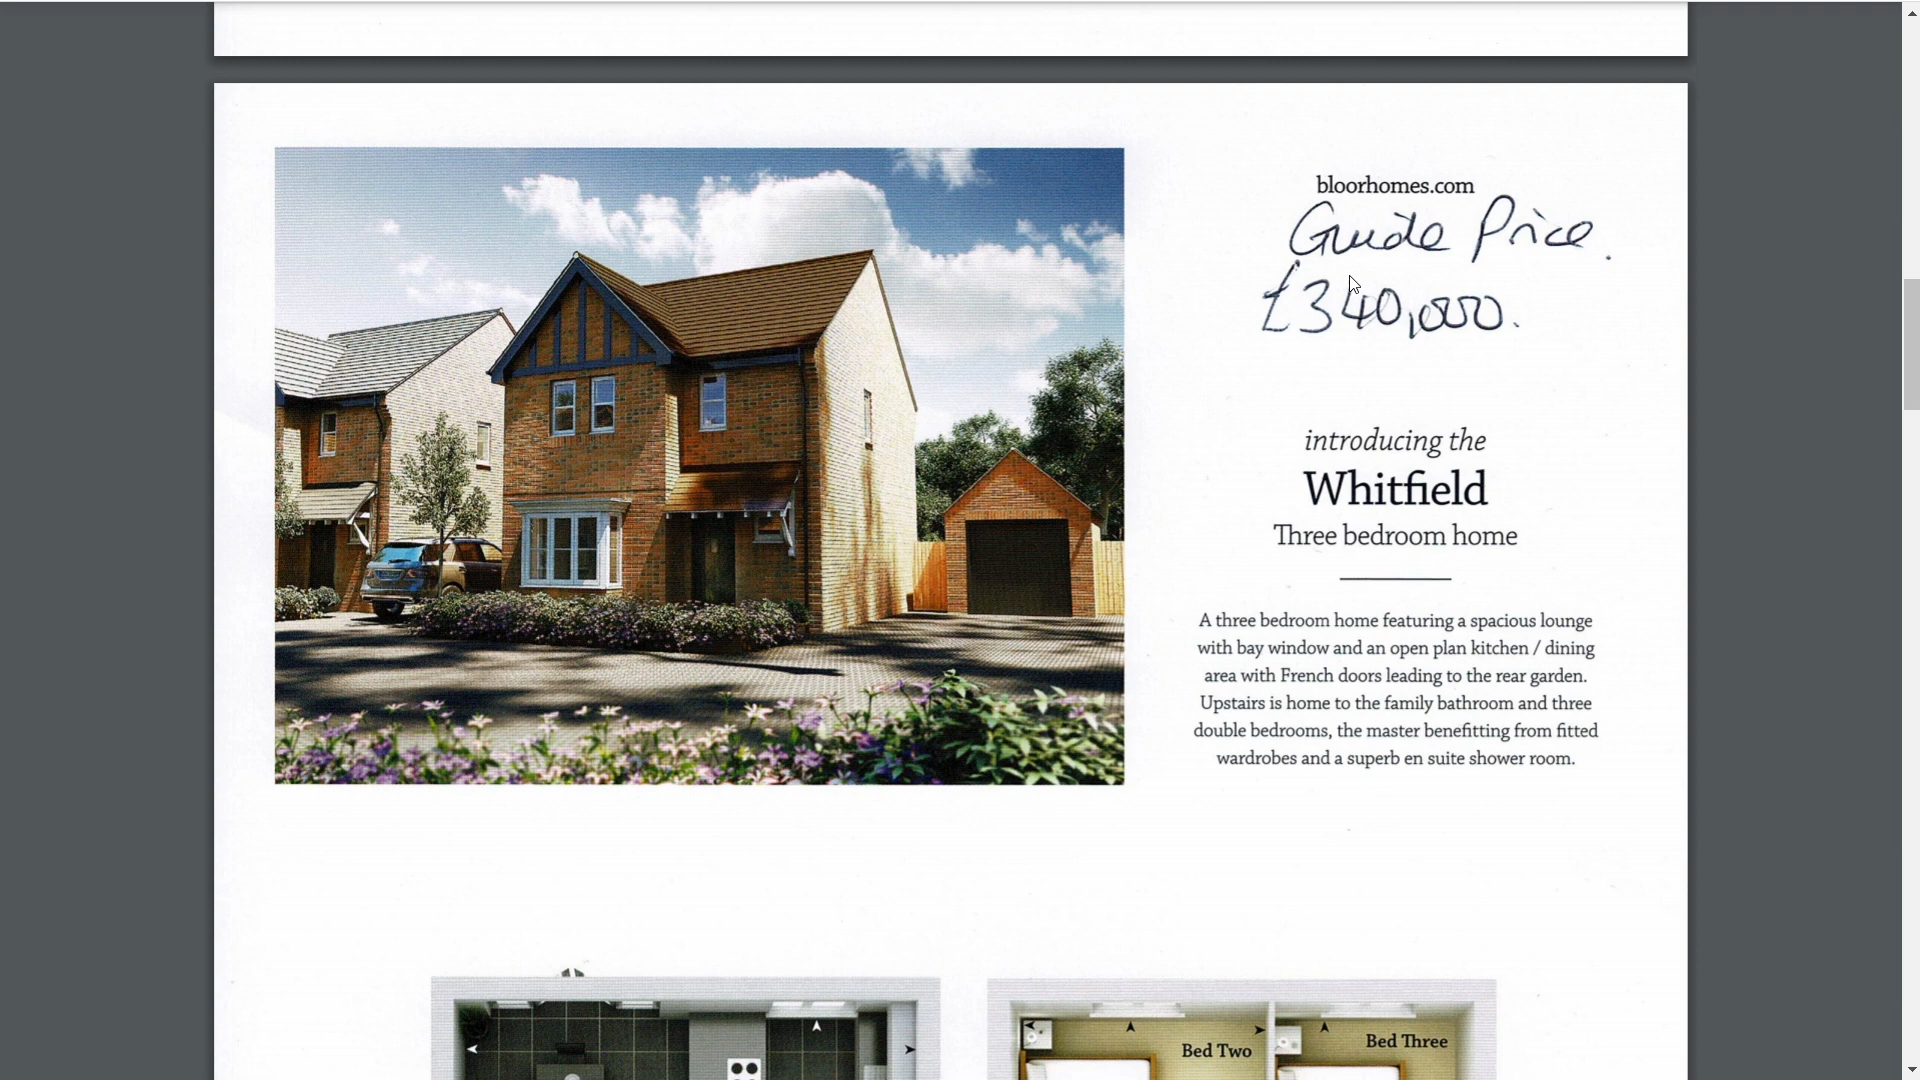 bloorhomes.com
Guide Price.
£340,000.
introducing the
Whitfield
Three bedroom home
A three bedroom home featuring a spacious lounge
with bay window and an open plan kitchen / dining
area with French doors leading to the rear garden.
Upstairs is home to the family bathroom and three
double bedrooms, the master benefitting from fitted
wardrobes and a superb en suite shower room.
Bed Two
Bed Three